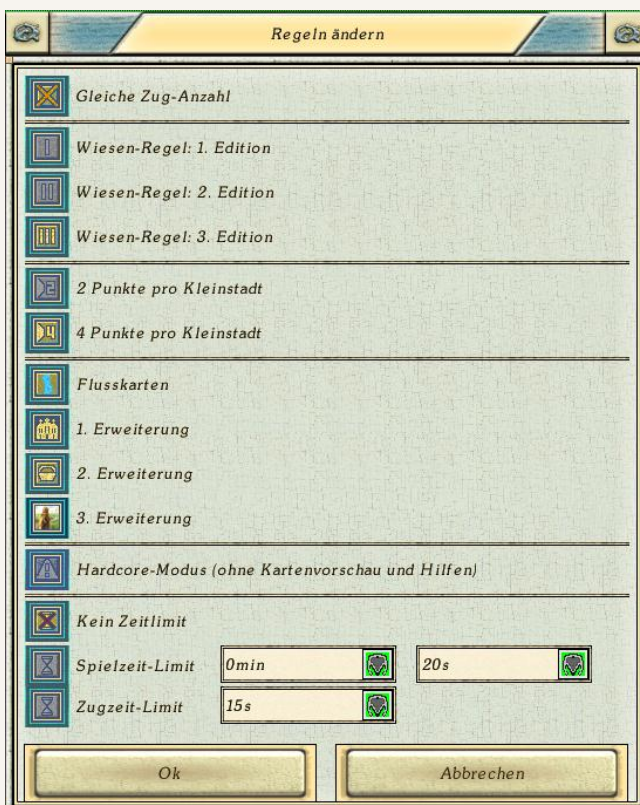 Regeln ändern
Gleiche Zug-Anzahl
Wiesen-Regel: 1. Edition
Wiesen-Regel: 2. Edition
Wiesen-Regel: 3. Edition
2 Punkte pro Kleinstadt
4 Punkte pro Kleinstadt
Flusskarten
1. Erweiterung
2. Erweiterung
3. Erweiterung
Hardcore-Modus (ohne Kartenvorschau und Hilfen)
Kein Zeitlimit
Spielzeit-Limit 0min 20s
Zugzeit-Limit 15s
Ok Abbrechen